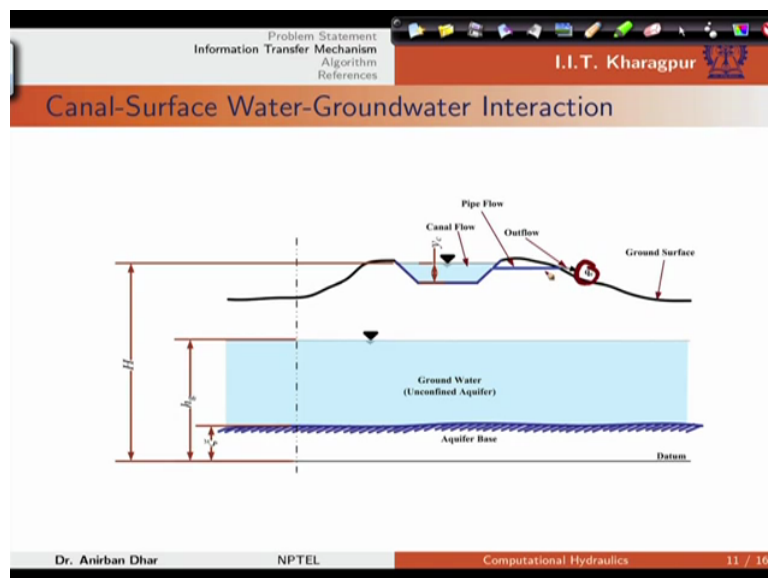 Problem Statement
Information Transfer Mechanism
Algorithm
References
I.I.T. Kharagpur
Canal-Surface Water-Groundwater Interaction
Pipe Flow
Canal Flow
Outflow
Ground Surface
y_c
H
Ground Water
(Unconfined Aquifer)
Aquifer Base
Datum
Dr. Anirban Dhar
NPTEL
Computational Hydraulics
11 / 16